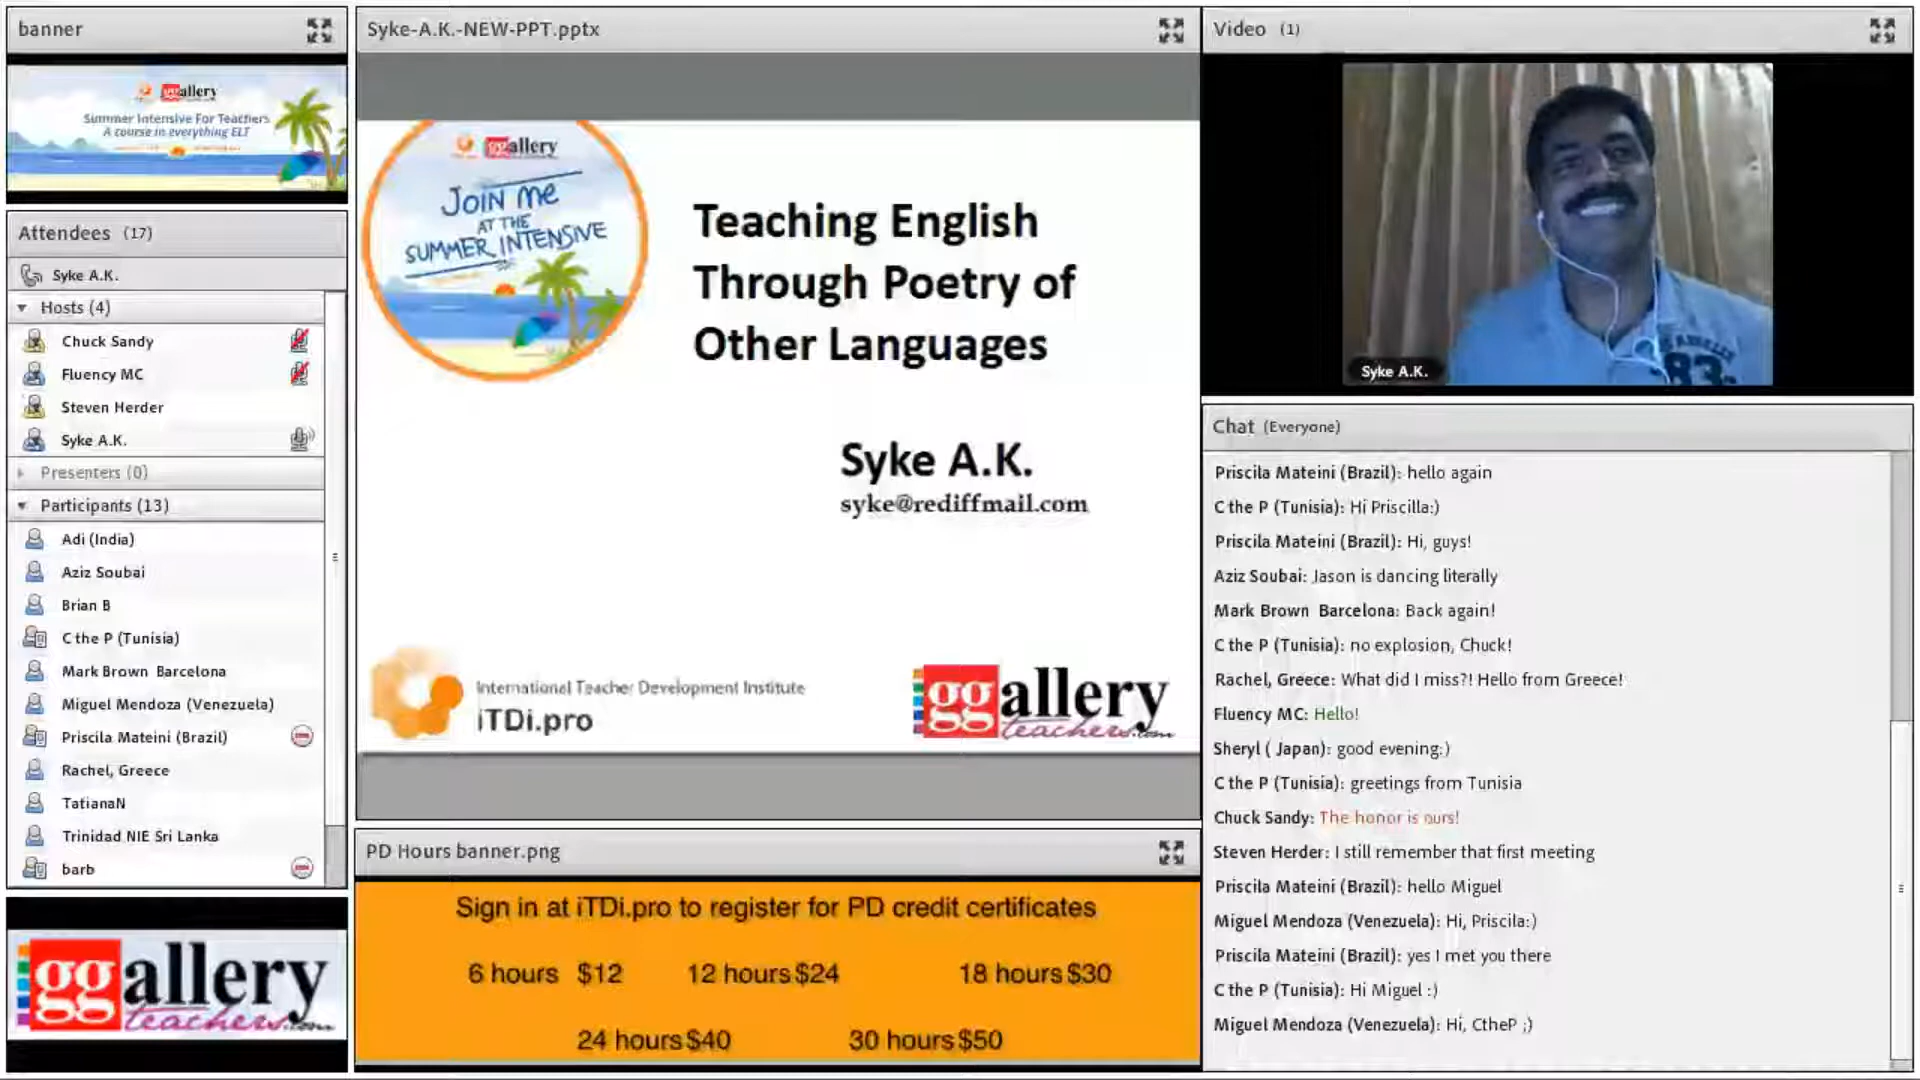 banner
ggallery
Summer Intensive For Teachers
A course in everything ELT
Attendees (17)
Syke A.K.
Hosts (4)
Chuck Sandy
Fluency MC
Steven Herder
Syke A.K.
Presenters (0)
Participants (13)
Adi (India)
Aziz Soubai
Brian B
C the P (Tunisia)
Mark Brown Barcelona
Miguel Mendoza (Venezuela)
Priscila Mateini (Brazil)
Rachel, Greece
TatianaN
Trinidad NIE Sri Lanka
barb
ggallery
teachers.com
Syke-A.K.-NEW-PPT.pptx
ggallery
JOIN ME
AT THE
SUMMER INTENSIVE
Teaching English
Through Poetry of
Other Languages
Syke A.K.
syke@rediffmail.com
International Teacher Development Institute
iTDi.pro
ggallery
teachers.com
PD Hours banner.png
Sign in at iTDi.pro to register for PD credit certificates
6 hours $12 12 hours $24 18 hours $30
24 hours $40 30 hours $50
Video (1)
83
Syke A.K.
Chat (Everyone)
Priscila Mateini (Brazil): hello again
C the P (Tunisia): Hi Priscilla:)
Priscila Mateini (Brazil): Hi, guys!
Aziz Soubai: Jason is dancing literally
Mark Brown Barcelona: Back again!
C the P (Tunisia): no explosion, Chuck!
Rachel, Greece: What did I miss?! Hello from Greece!
Fluency MC: Hello!
Sheryl ( Japan): good evening:)
C the P (Tunisia): greetings from Tunisia
Chuck Sandy: The honor is ours!
Steven Herder: I still remember that first meeting
Priscila Mateini (Brazil): hello Miguel
Miguel Mendoza (Venezuela): Hi, Priscila:)
Priscila Mateini (Brazil): yes I met you there
C the P (Tunisia): Hi Miguel :)
Miguel Mendoza (Venezuela): Hi, CtheP ;)